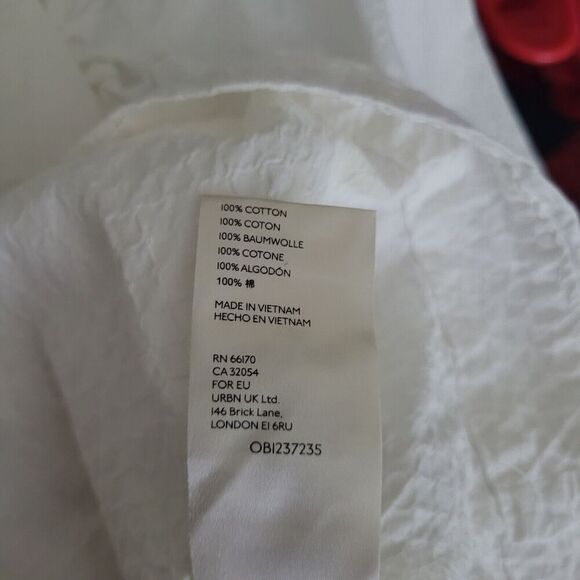 100% COTTON
100% COTON
100% BAUMWOLLE
100% COTONE
100% ALGODÓN
100% 棉
MADE IN VIETNAM
HECHO EN VIETNAM
RN 66170
CA 32054
FOR EU
URBN UK Ltd.
146 Brick Lane,
LONDON E1 6RU
OB1237235